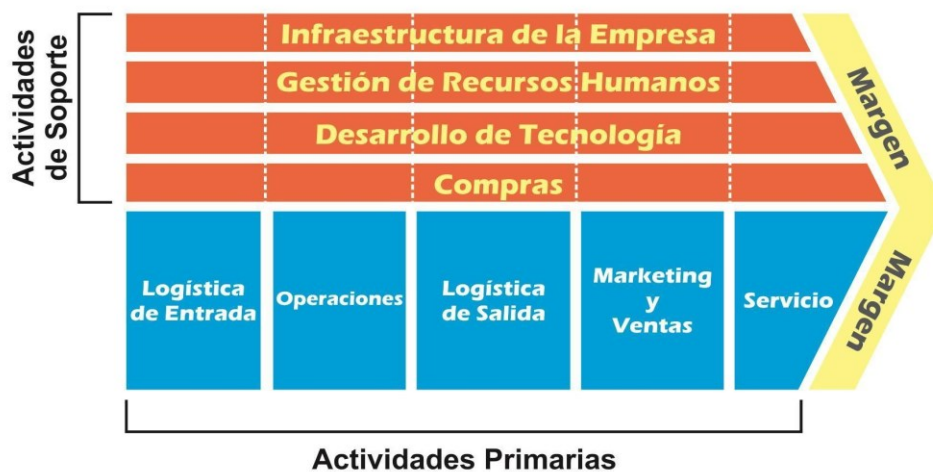 Actividades
de Soporte
Infraestructura de la Empresa
Gestión de Recursos Humanos
Desarrollo de Tecnología
Compras
Margen
Logística
de Entrada
Operaciones
Logística
de Salida
Marketing
y
Ventas
Servicio
Margen
Actividades Primarias